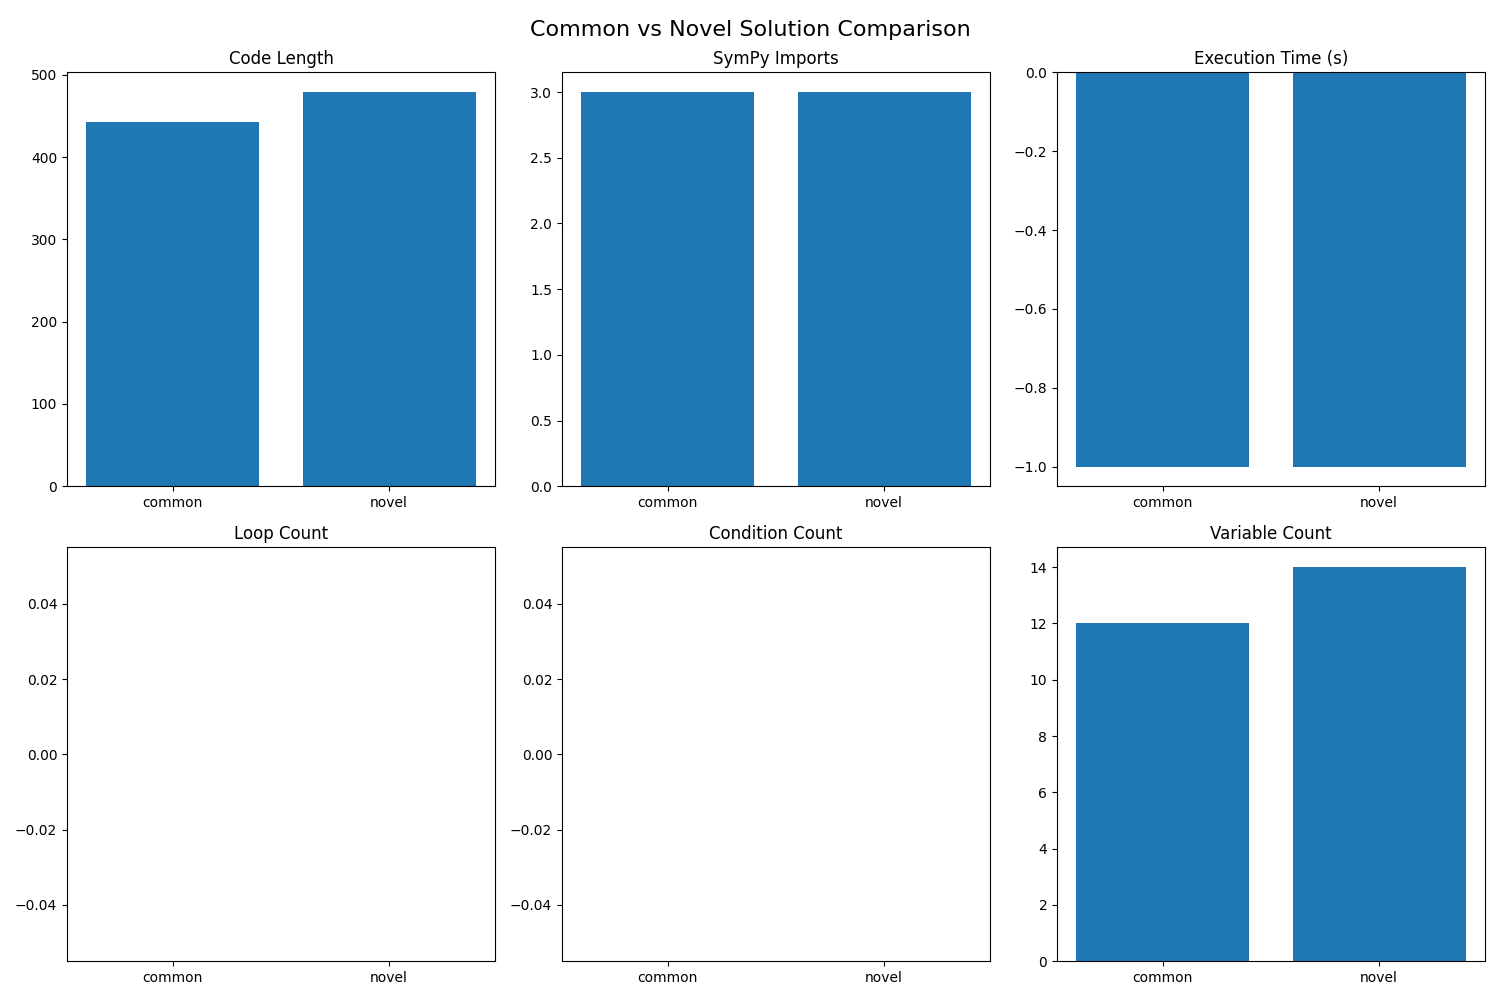 Common vs Novel Solution Comparison
Code Length
500
400
300
200
100
0
common novel
SymPy Imports
3.0
2.5
2.0
1.5
1.0
0.5
0.0
common novel
Execution Time (s)
0.0
−0.2
−0.4
−0.6
−0.8
−1.0
common novel
Loop Count
0.04
0.02
0.00
−0.02
−0.04
common novel
Condition Count
0.04
0.02
0.00
−0.02
−0.04
common novel
Variable Count
14
12
10
8
6
4
2
0
common novel